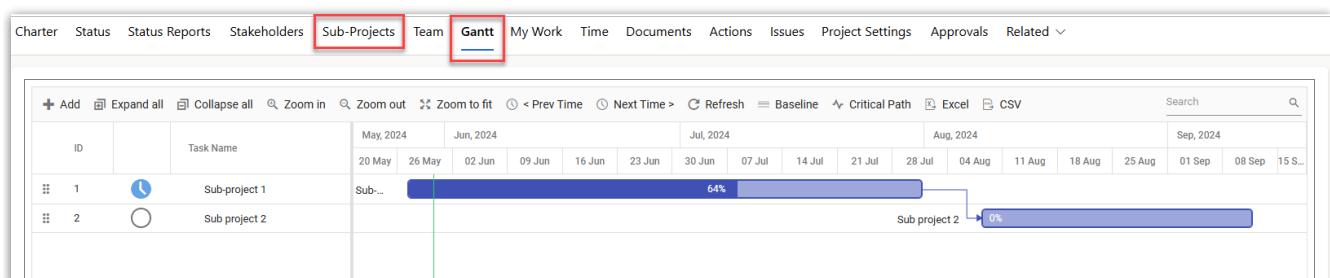 Charter Status Status Reports Stakeholders Sub-Projects Team Gantt My Work Time Documents Actions Issues Project Settings Approvals Related
Add Expand all Collapse all Zoom in Zoom out Zoom to fit < Prev Time Next Time > Refresh Baseline Critical Path Excel CSV Search
ID Task Name May, 2024 Jun, 2024 Jul, 2024 Aug, 2024 Sep, 2024
20 May 26 May 02 Jun 09 Jun 16 Jun 23 Jun 30 Jun 07 Jul 14 Jul 21 Jul 28 Jul 04 Aug 11 Aug 18 Aug 25 Aug 01 Sep 08 Sep 15 S...
1 Sub-project 1 Sub-... 64%
2 Sub project 2 Sub project 2 0%